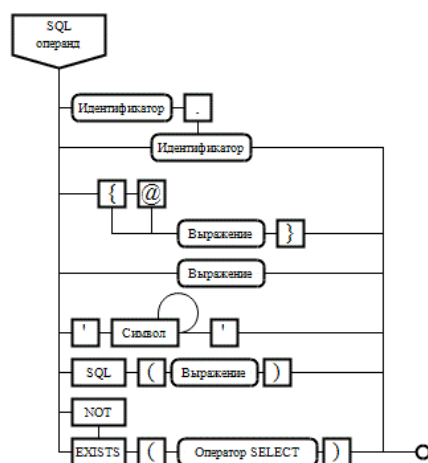 SQL
операнд
Идентификатор .
Идентификатор
{ @
Выражение }
Выражение
' Символ '
SQL ( Выражение )
NOT
EXISTS ( Оператор SELECT )